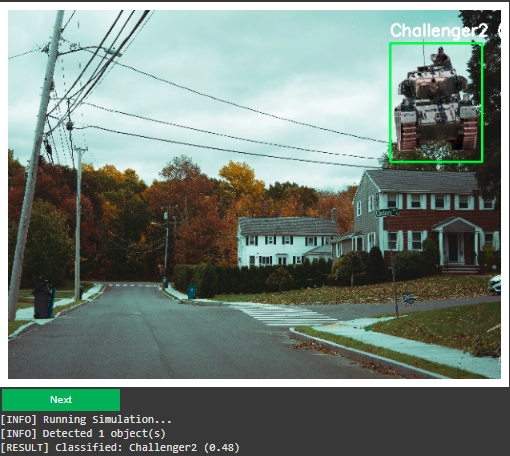 Challenger2 (
Next
[INFO] Running Simulation...
[INFO] Detected 1 object(s)
[RESULT] Classified: Challenger2 (0.48)